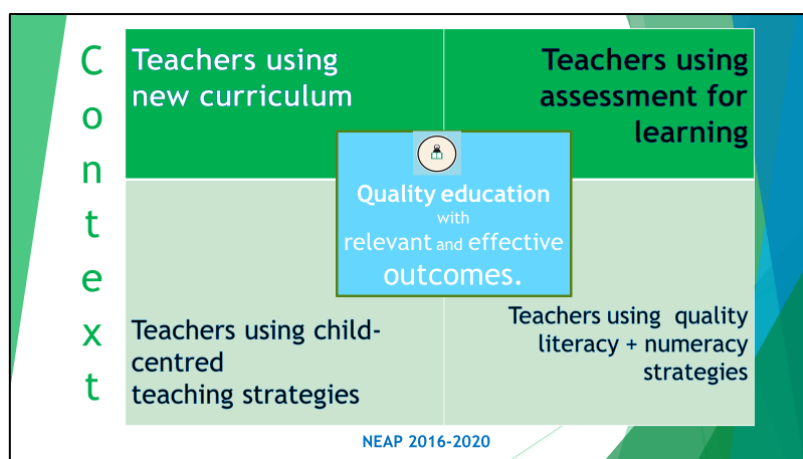 Context
Teachers using
new curriculum
Teachers using
assessment for
learning
Quality education
with
relevant and effective
outcomes.
Teachers using child-
centred
teaching strategies
Teachers using quality
literacy + numeracy
strategies
NEAP 2016-2020